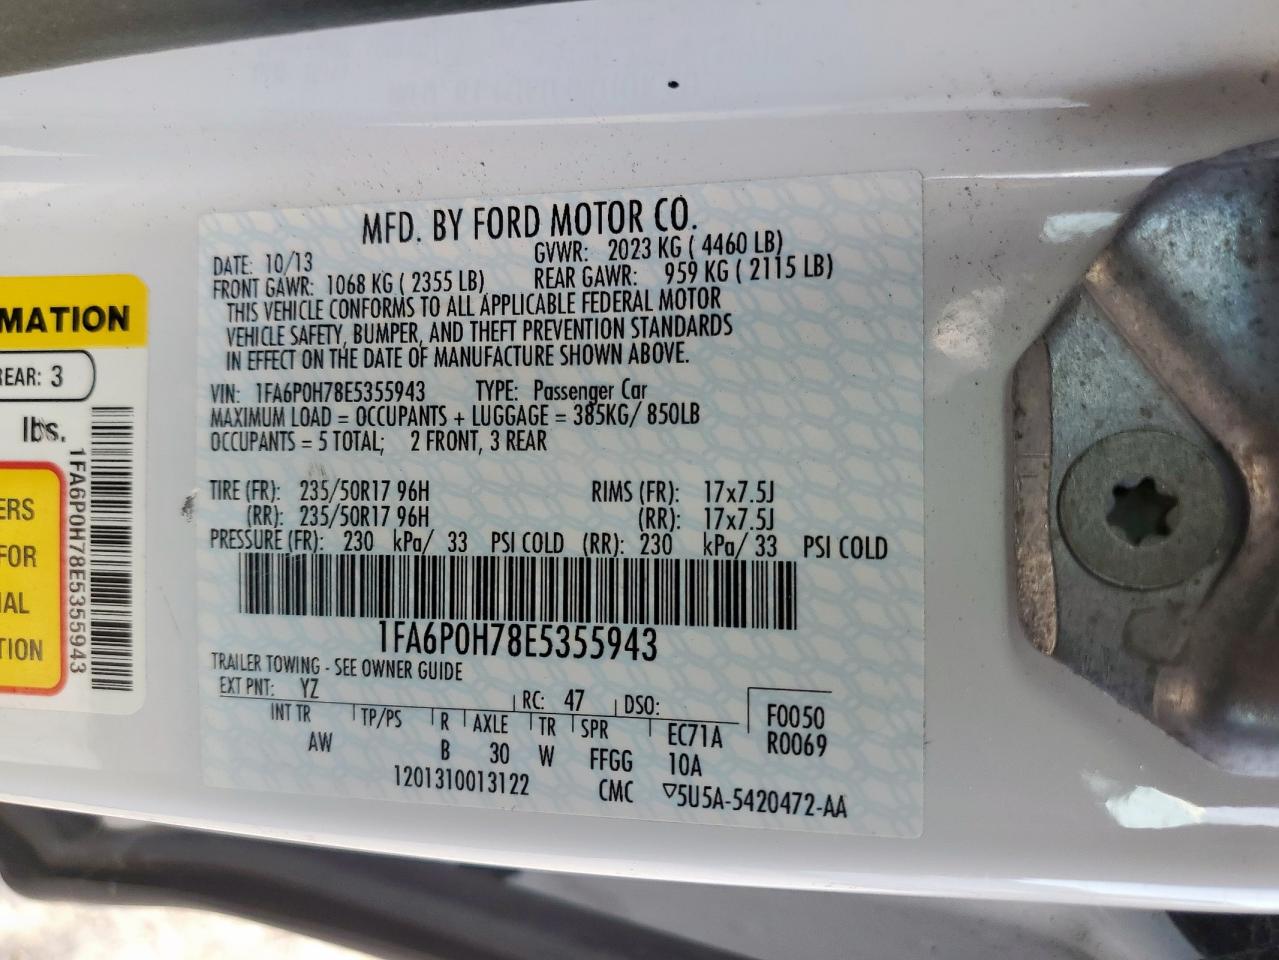 MFD. BY FORD MOTOR CO.
DATE: 10/13 GVWR: 2023 KG ( 4460 LB)
FRONT GAWR: 1068 KG ( 2355 LB) REAR GAWR: 959 KG ( 2115 LB)
THIS VEHICLE CONFORMS TO ALL APPLICABLE FEDERAL MOTOR
VEHICLE SAFETY, BUMPER, AND THEFT PREVENTION STANDARDS
IN EFFECT ON THE DATE OF MANUFACTURE SHOWN ABOVE.
VIN: 1FA6P0H78E5355943 TYPE: Passenger Car
MAXIMUM LOAD = OCCUPANTS + LUGGAGE = 385KG/ 850LB
OCCUPANTS = 5 TOTAL; 2 FRONT, 3 REAR
TIRE (FR): 235/50R17 96H RIMS (FR): 17x7.5J
(RR): 235/50R17 96H (RR): 17x7.5J
PRESSURE (FR): 230 kPa/ 33 PSI COLD (RR): 230 kPa/ 33 PSI COLD
1FA6P0H78E5355943
TRAILER TOWING - SEE OWNER GUIDE
EXT PNT: YZ RC: 47 DSO: F0050
INT TR TP/PS R AXLE TR SPR EC71A R0069
AW B 30 W FFGG 10A
1201310013122 CMC 5U5A-5420472-AA
MATION
REAR: 3
lbs.
1FA6P0H78E5355943
ERS
FOR
IAL
TION